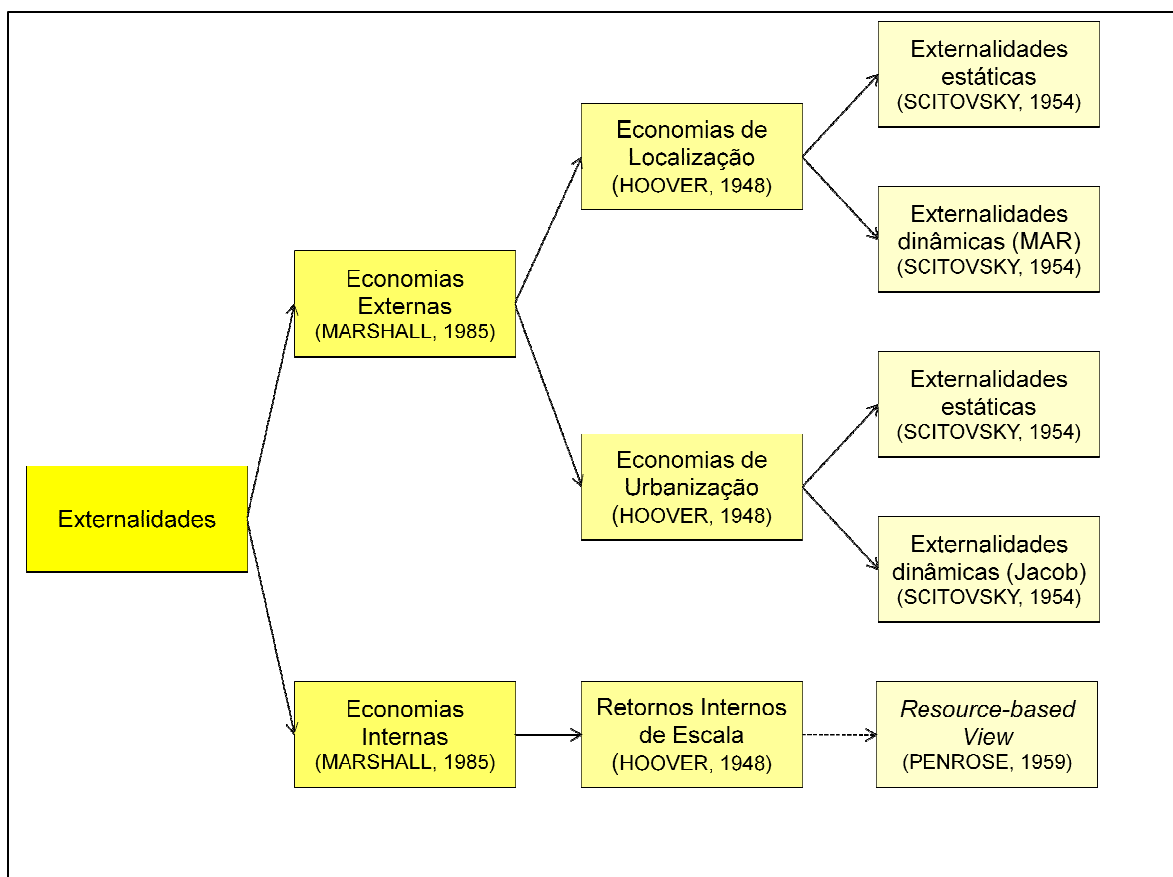 Externalidades
estáticas
(SCITOVSKY, 1954)
Economias de
Localização
(HOOVER, 1948)
Externalidades
dinâmicas (MAR)
(SCITOVSKY, 1954)
Economias
Externas
(MARSHALL, 1985)
Externalidades
estáticas
(SCITOVSKY, 1954)
Economias de
Urbanização
(HOOVER, 1948)
Externalidades
Externalidades
dinâmicas (Jacob)
(SCITOVSKY, 1954)
Economias
Internas
(MARSHALL, 1985)
Retornos Internos
de Escala
(HOOVER, 1948)
Resource-based
View
(PENROSE, 1959)